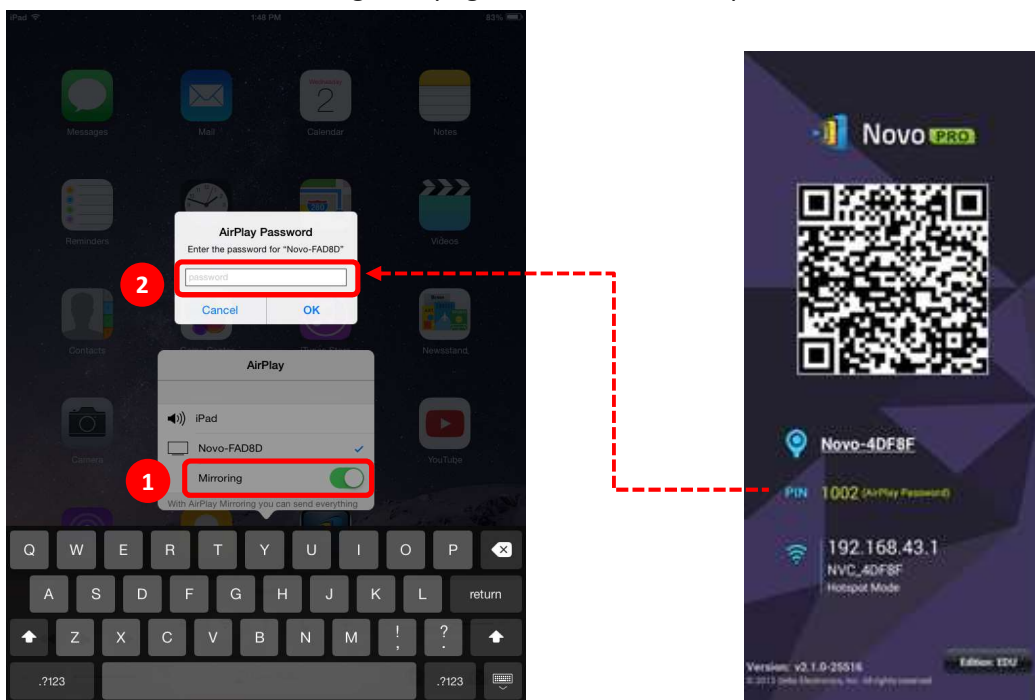 iPad 1:48 PM 83%
Messages Mail Wednesday 2 Calendar Notes
Reminders 280 Videos
AirPlay Password
Enter the password for “Novo-FAD8D”
2
password
Cancel OK
Contacts Newsstand
AirPlay
iPad
Novo-FAD8D
Camera YouTube
1 Mirroring
With AirPlay Mirroring you can send everything
Q W E R T Y U I O P
A S D F G H J K L return
Z X C V B N M ! , ? .
.?123 .?123
Novo PRO
Novo-4DF8F
PIN 1002 (AirPlay Password)
192.168.43.1
NVC_4DF8F
Hotspot Mode
Version: v2.1.0-25516 Edition: EDU